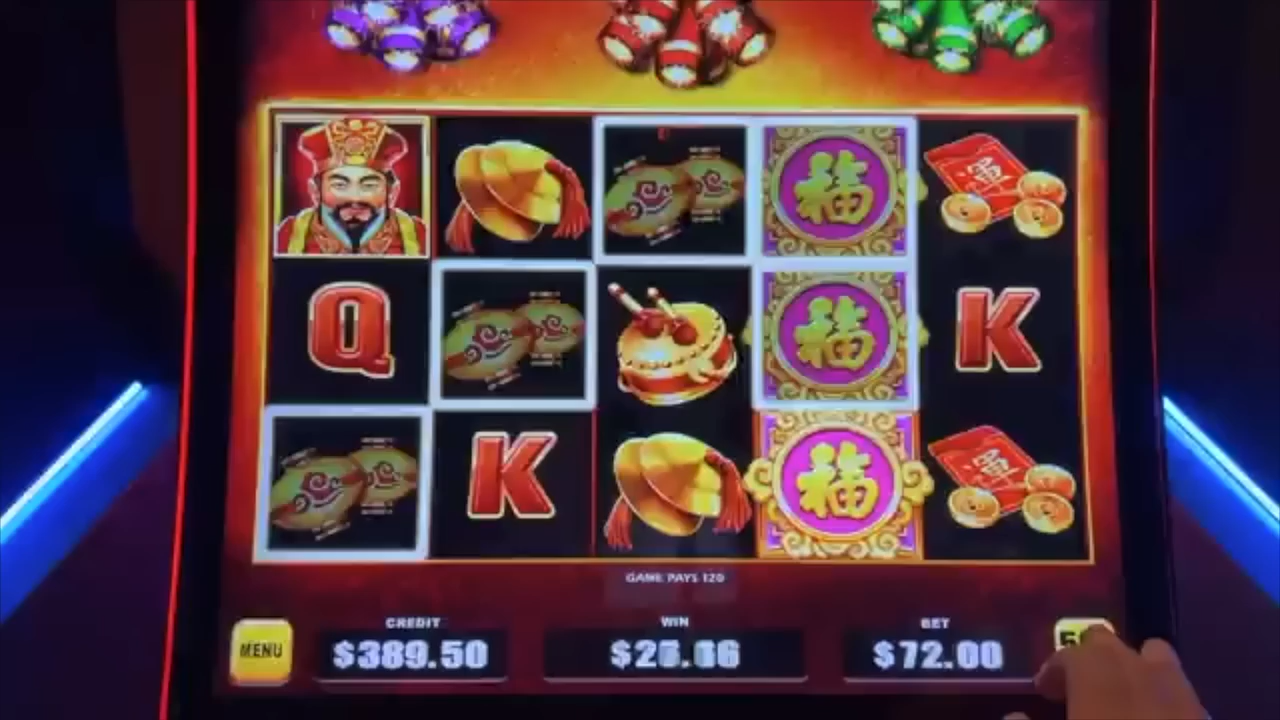 福
福
Q
K
K
福
GAME PAYS 120
CREDIT
WIN
BET
MENU
$389.50
$72.00